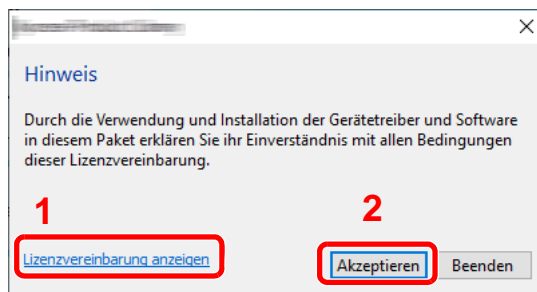 Hinweis
Durch die Verwendung und Installation der Gerätetreiber und Software
in diesem Paket erklären Sie ihr Einverständnis mit allen Bedingungen
dieser Lizenzvereinbarung.
1
2
Lizenzvereinbarung anzeigen
Akzeptieren
Beenden